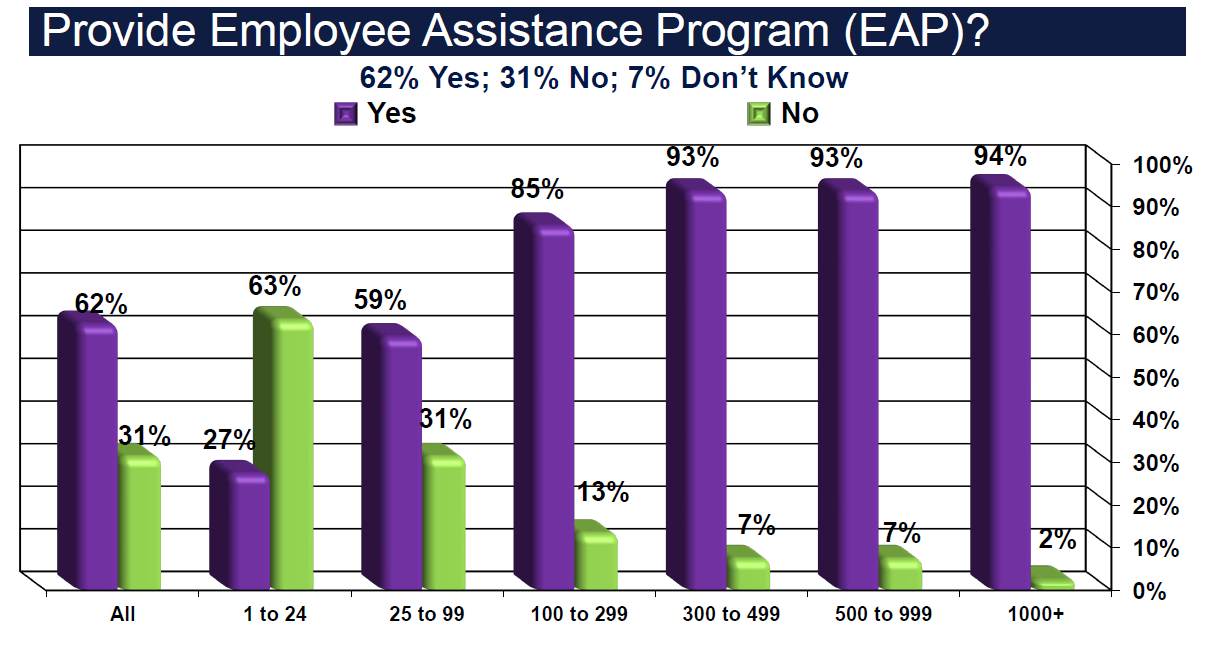 Provide Employee Assistance Program (EAP)?
62% Yes; 31% No; 7% Don’t Know
Yes No
93% 93% 94%
100%
85%
90%
80%
63%
59%
70%
62%
60%
50%
31% 27% 31%
40%
30%
13%
20%
7% 7% 2%
10%
0%
All 1 to 24 25 to 99 100 to 299 300 to 499 500 to 999 1000+